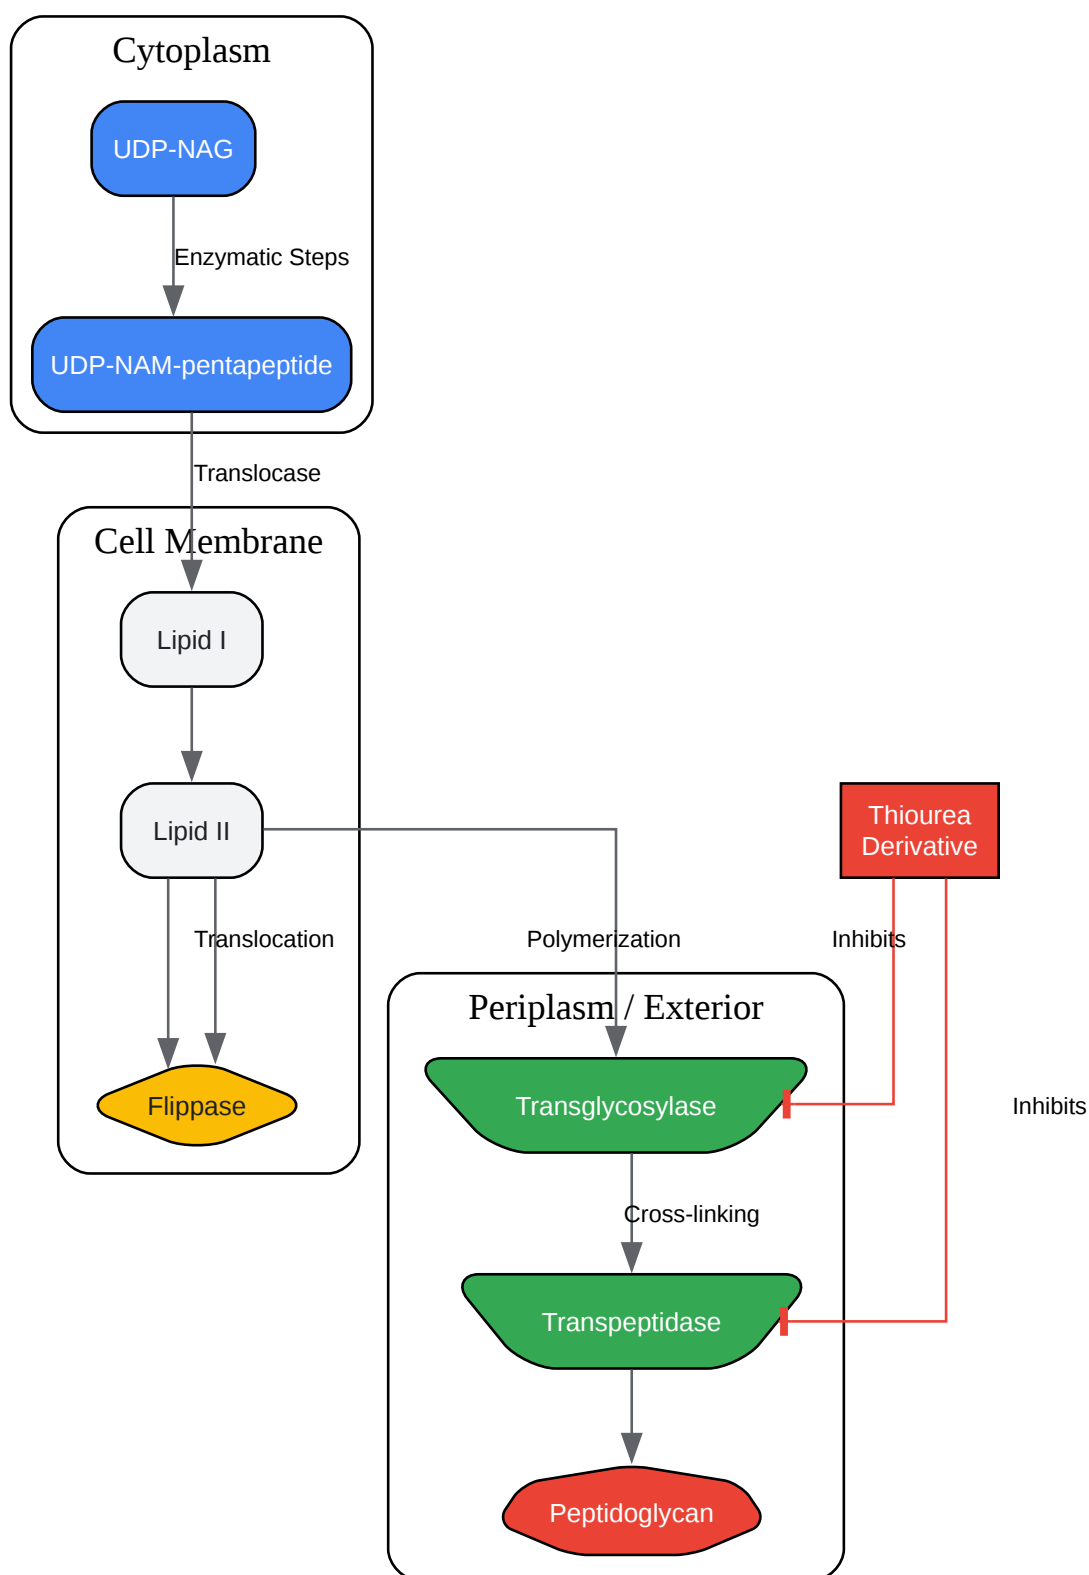 Cytoplasm
UDP-NAG
Enzymatic Steps
UDP-NAM-pentapeptide
Translocase
Cell Membrane
Lipid I
Lipid II
Thiourea
Derivative
Translocation
Polymerization
Inhibits
Periplasm / Exterior
Flippase
Transglycosylase
Inhibits
Cross-linking
Transpeptidase
Peptidoglycan